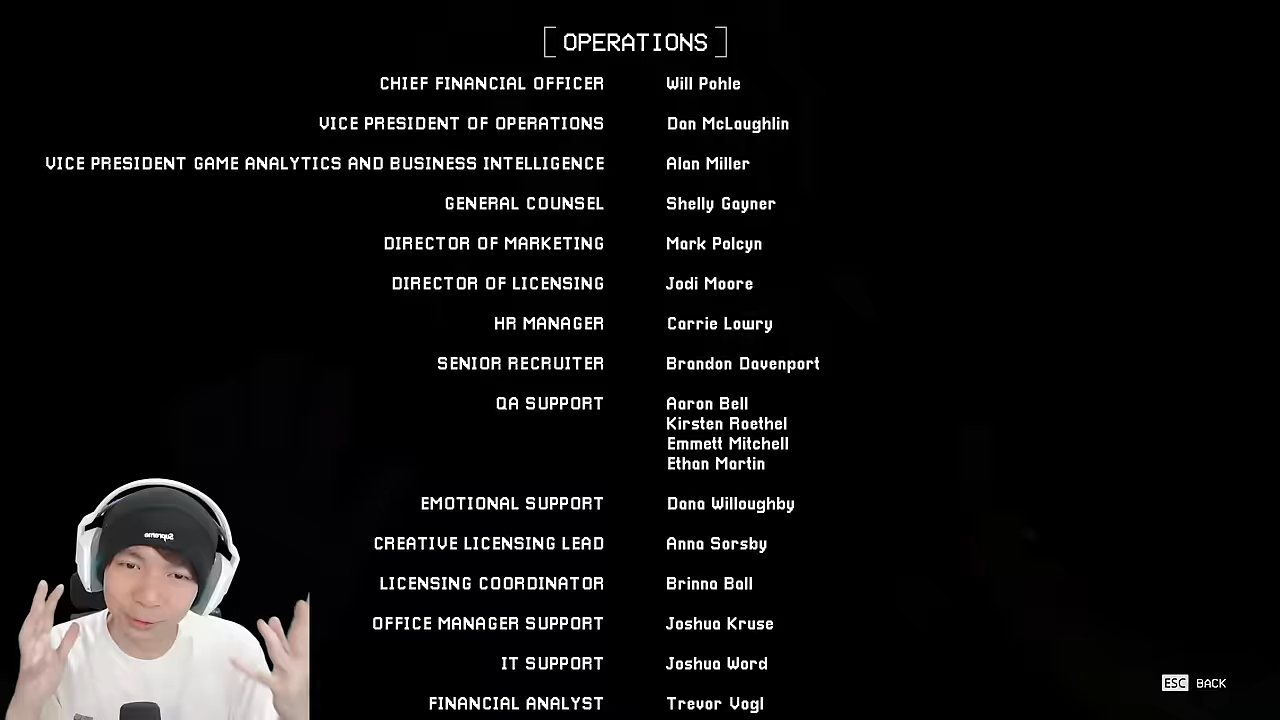 OPERATIONS
CHIEF FINANCIAL OFFICER Will Pohle
VICE PRESIDENT OF OPERATIONS Dan McLaughlin
VICE PRESIDENT GAME ANALYTICS AND BUSINESS INTELLIGENCE Alan Miller
GENERAL COUNSEL Shelly Gayner
DIRECTOR OF MARKETING Mark Polcyn
DIRECTOR OF LICENSING Jodi Moore
HR MANAGER Carrie Lowry
SENIOR RECRUITER Brandon Davenport
QA SUPPORT Aaron Bell
Kirsten Roethel
Emmett Mitchell
Ethan Martin
EMOTIONAL SUPPORT Dana Willoughby
CREATIVE LICENSING LEAD Anna Sorsby
Supreme
LICENSING COORDINATOR Brinna Ball
OFFICE MANAGER SUPPORT Joshua Kruse
IT SUPPORT Joshua Word
ESC BACK
FINANCIAL ANALYST Trevor Vogl